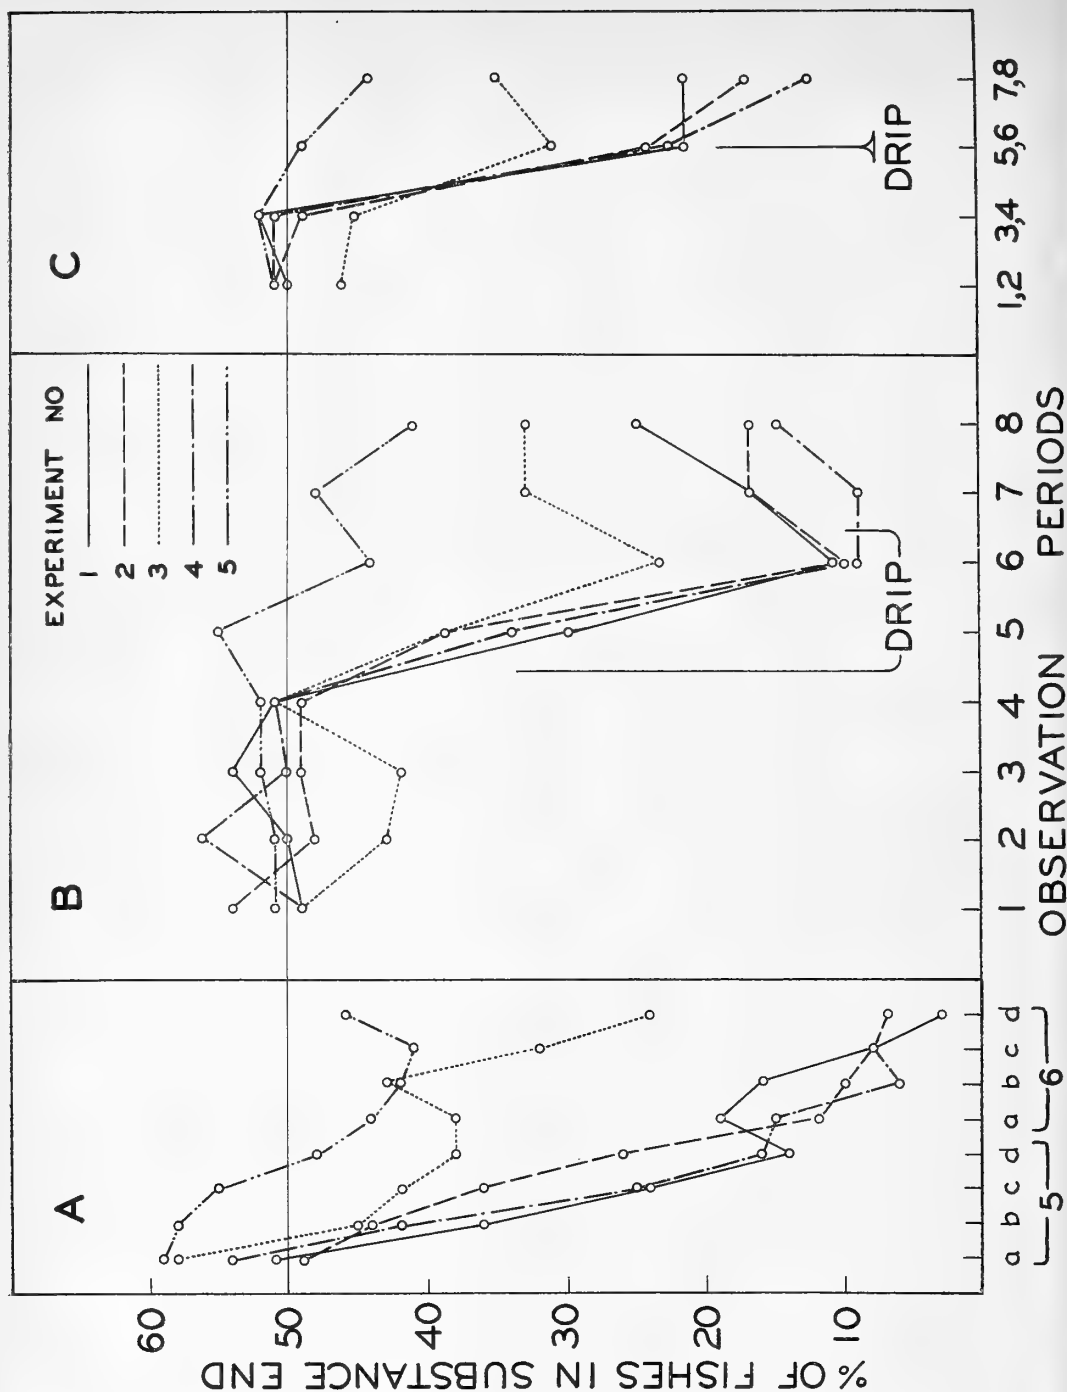 A
B
C
EXPERIMENT NO
1
2
3
4
5
% OF FISHES IN SUBSTANCE END
60
50
40
30
20
10
DRIP
DRIP
a b c d a b c d
5 6
1 2 3 4 5 6 7 8
1,2 3,4 5,6 7,8
OBSERVATION PERIODS